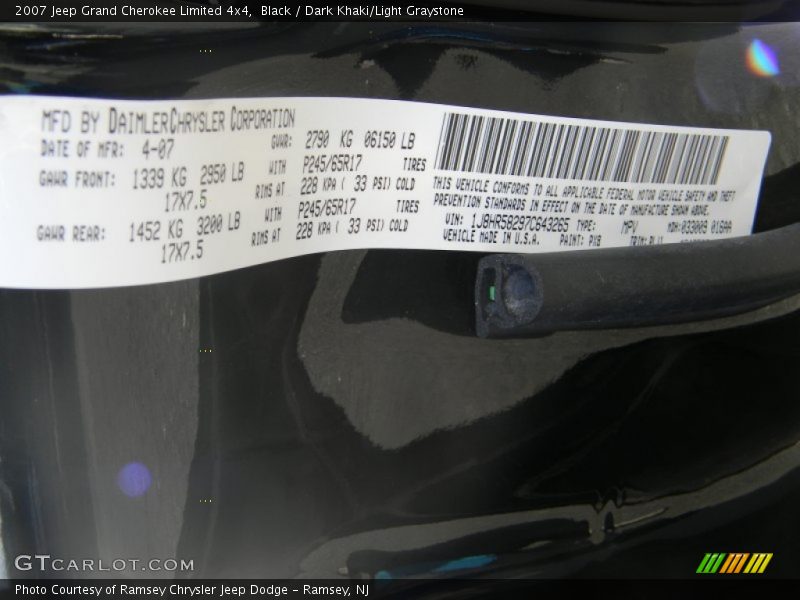 2007 Jeep Grand Cherokee Limited 4x4, Black / Dark Khaki/Light Graystone
MFD BY DAIMLERCHRYSLER CORPORATION
DATE OF MFR: 4-07 GVWR: 2790 KG 06150 LB
GAWR FRONT: 1339 KG 2950 LB WITH P245/65R17 TIRES
17X7.5 RIMS AT 228 KPA ( 33 PSI) COLD
GAWR REAR: 1452 KG 3200 LB WITH P245/65R17 TIRES
17X7.5 RIMS AT 228 KPA ( 33 PSI) COLD
THIS VEHICLE CONFORMS TO ALL APPLICABLE FEDERAL MOTOR VEHICLE SAFETY AND THEFT
PREVENTION STANDARDS IN EFFECT ON THE DATE OF MANUFACTURE SHOWN ABOVE.
VIN: 1J8HR58297C643265 TYPE: MPV MDH:033009 016AA
VEHICLE MADE IN U.S.A. PAINT: PX8 TRIM:
GTCARLOT.COM
Photo Courtesy of Ramsey Chrysler Jeep Dodge – Ramsey, NJ